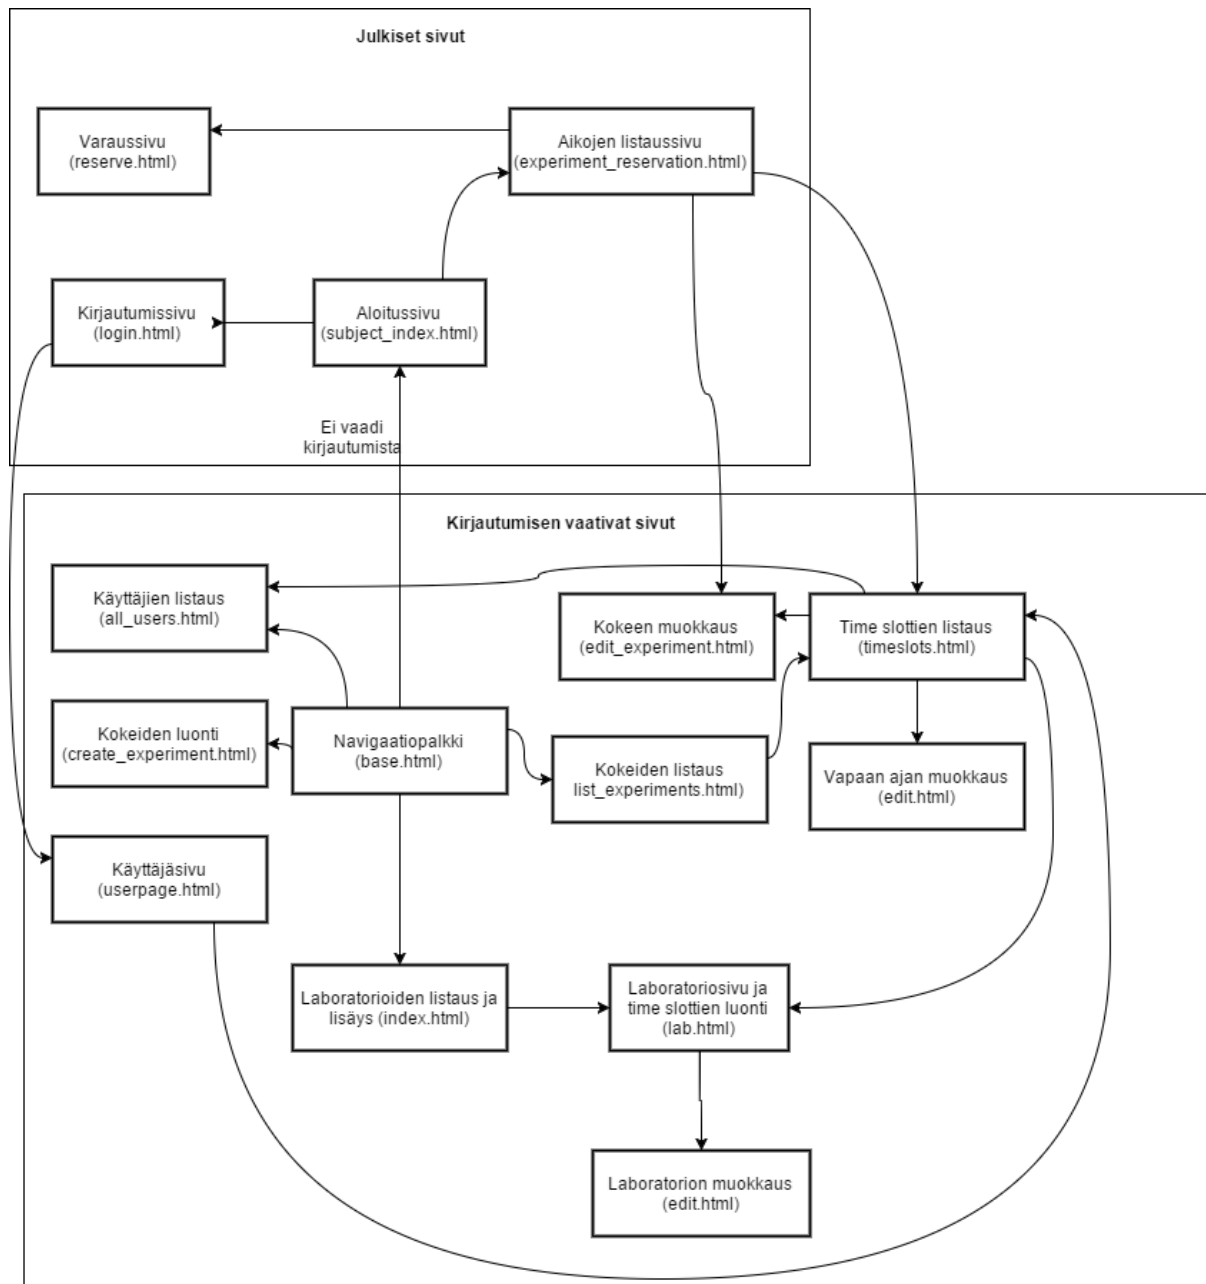 Julkiset sivut
Varaussivu
(reserve.html)
Aikojen listaussivu
(experiment_reservation.html)
Kirjautumissivu
(login.html)
Aloitussivu
(subject_index.html)
Ei vaadi
kirjautumista
Kirjautumisen vaativat sivut
Käyttäjien listaus
(all_users.html)
Kokeen muokkaus
(edit_experiment.html)
Time slottien listaus
(timeslots.html)
Kokeiden luonti
(create_experiment.html)
Navigaatiopalkki
(base.html)
Kokeiden listaus
list_experiments.html)
Vapaan ajan muokkaus
(edit.html)
Käyttäjäsivu
(userpage.html)
Laboratorioiden listaus ja
lisäys (index.html)
Laboratoriosivu ja
time slottien luonti
(lab.html)
Laboratorion muokkaus
(edit.html)